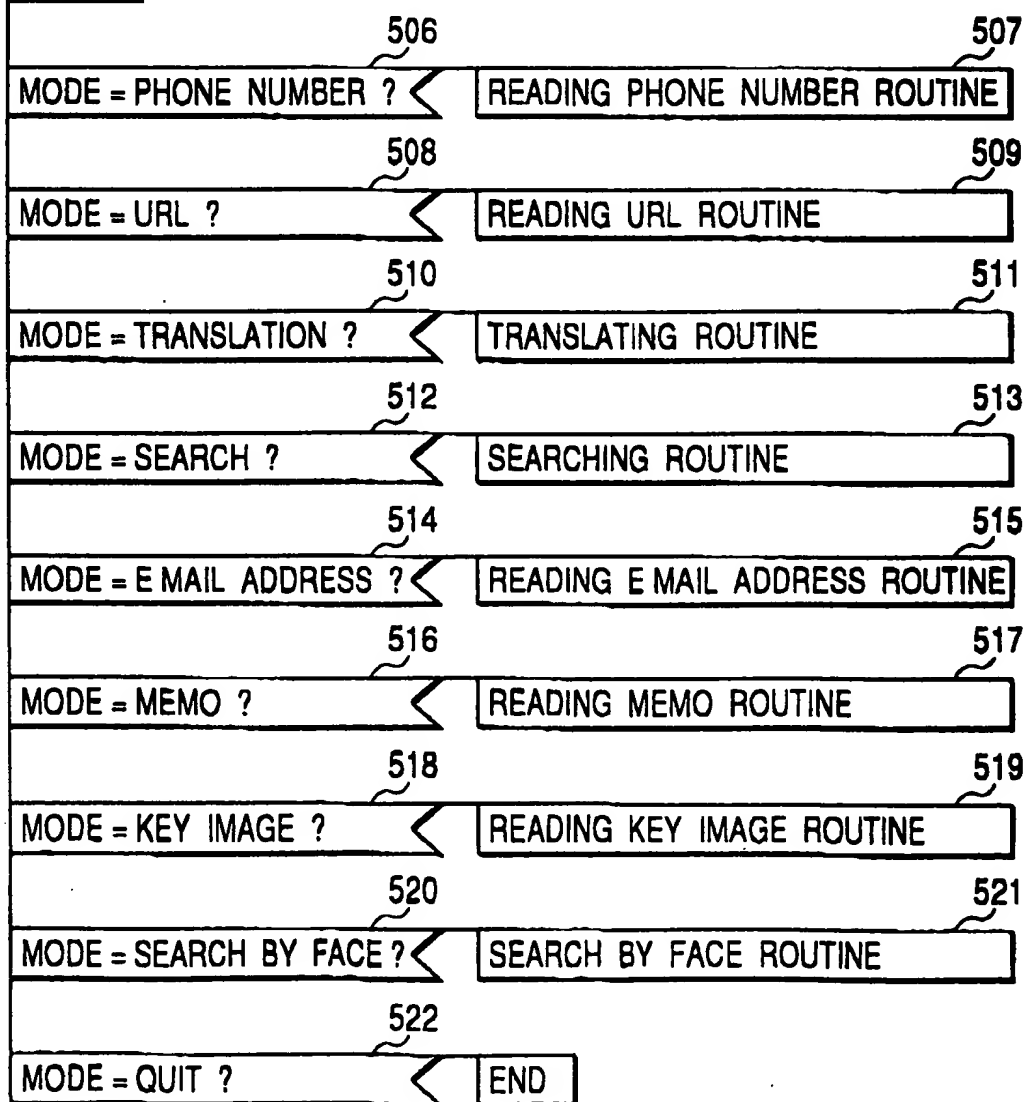 506 507
MODE = PHONE NUMBER ? READING PHONE NUMBER ROUTINE
508 509
MODE = URL ? READING URL ROUTINE
510 511
MODE = TRANSLATION ? TRANSLATING ROUTINE
512 513
MODE = SEARCH ? SEARCHING ROUTINE
514 515
MODE = E MAIL ADDRESS ? READING E MAIL ADDRESS ROUTINE
516 517
MODE = MEMO ? READING MEMO ROUTINE
518 519
MODE = KEY IMAGE ? READING KEY IMAGE ROUTINE
520 521
MODE = SEARCH BY FACE ? SEARCH BY FACE ROUTINE
522
MODE = QUIT ? END